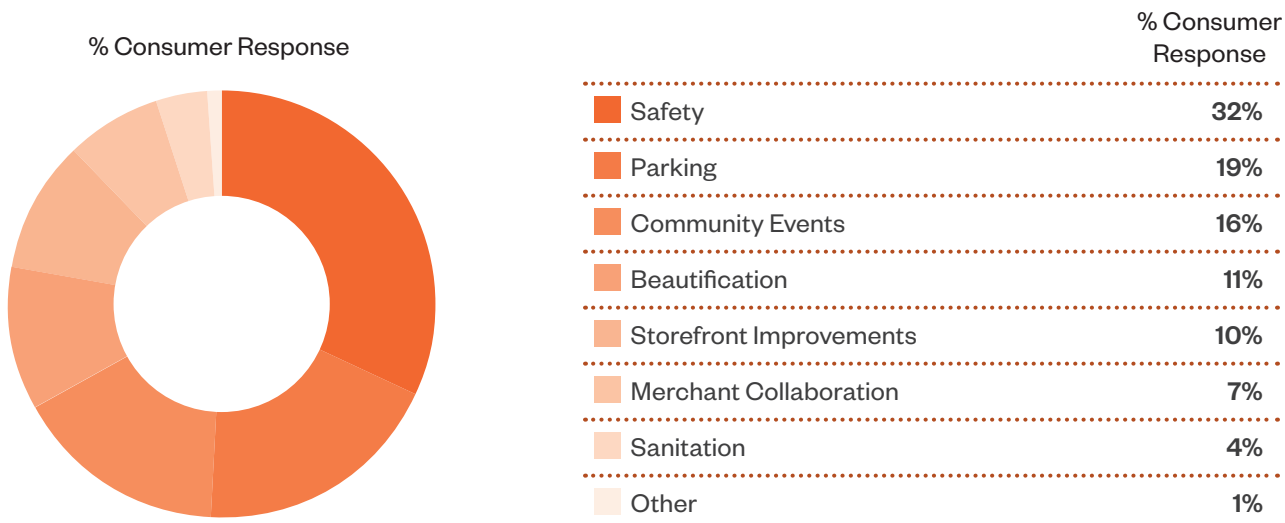 % Consumer Response
% Consumer
Response
Safety 32%
Parking 19%
Community Events 16%
Beautification 11%
Storefront Improvements 10%
Merchant Collaboration 7%
Sanitation 4%
Other 1%